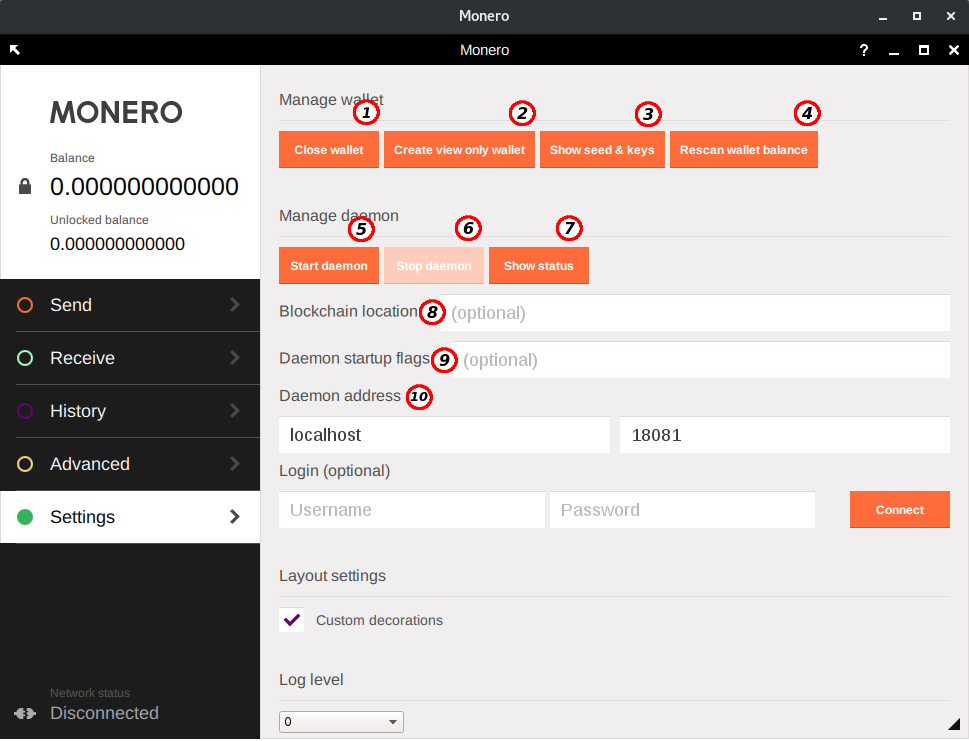 Monero
Monero
?
MONERO
Balance
0.000000000000
Unlocked balance
0.000000000000
Send
Receive
History
Advanced
Settings
Network status
Disconnected
Manage wallet
1 2 3 4
Close wallet Create view only wallet Show seed & keys Rescan wallet balance
Manage daemon
5 6 7
Start daemon Stop daemon Show status
Blockchain location 8 (optional)
Daemon startup flags 9 (optional)
Daemon address 10
localhost 18081
Login (optional)
Username Password Connect
Layout settings
Custom decorations
Log level
0